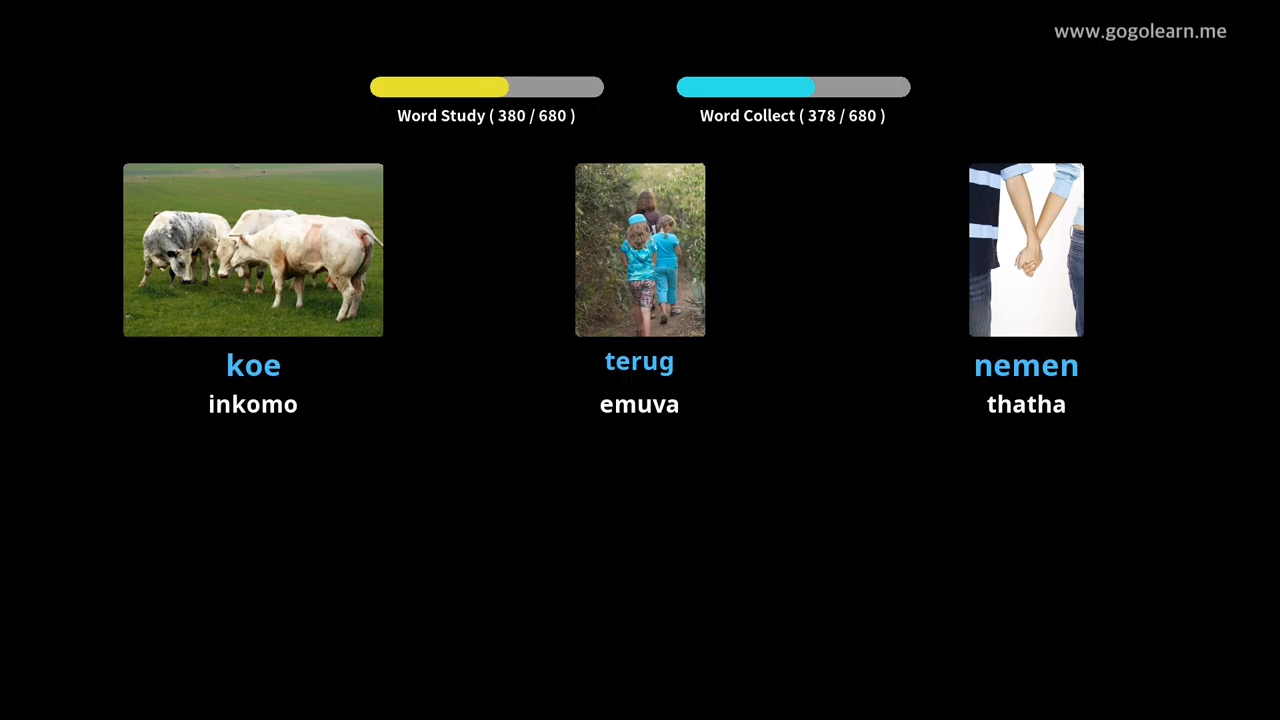 www.gogolearn.me
Word Study ( 380 / 680 )
Word Collect ( 378 / 680 )
koe
terug
nemen
inkomo
emuva
thatha